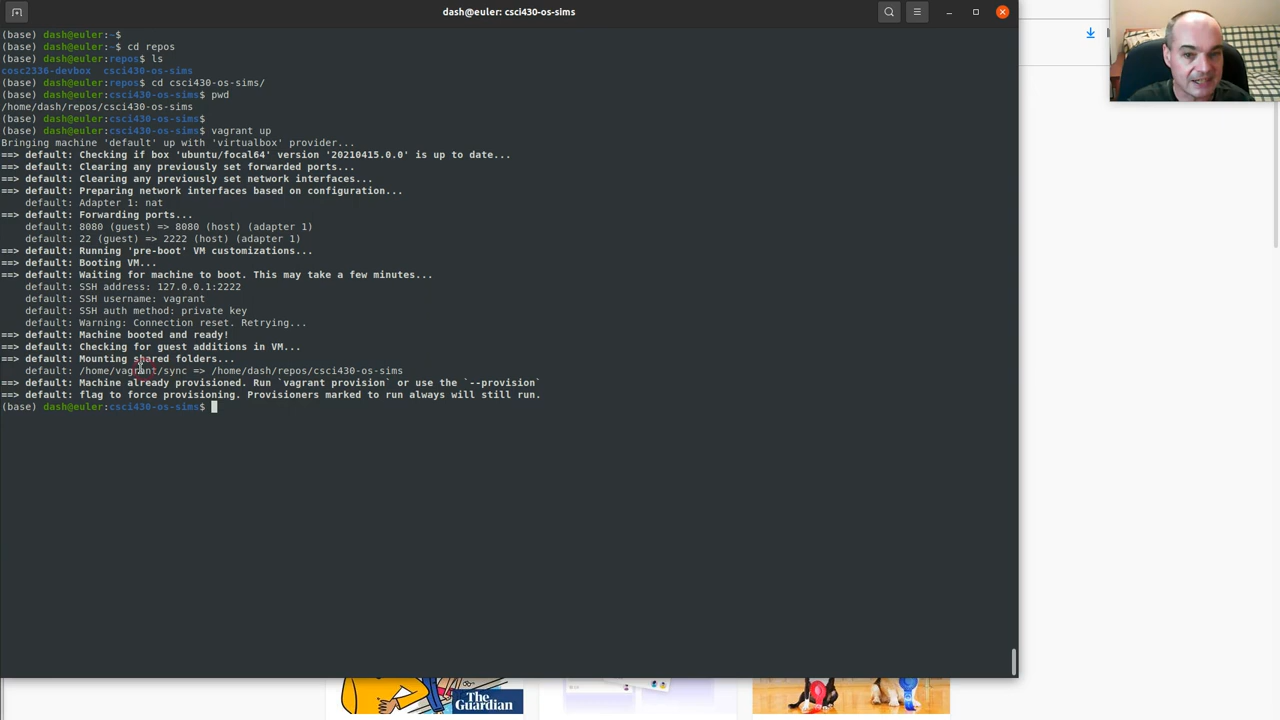 dash@euler: csci430-os-sims
(base) dash@euler:~$
(base) dash@euler:~$ cd repos
(base) dash@euler:repos$ ls
cosc2336-devbox  csci430-os-sims
(base) dash@euler:repos$ cd csci430-os-sims/
(base) dash@euler:csci430-os-sims$ pwd
/home/dash/repos/csci430-os-sims
(base) dash@euler:csci430-os-sims$
(base) dash@euler:csci430-os-sims$ vagrant up
Bringing machine 'default' up with 'virtualbox' provider...
==> default: Checking if box 'ubuntu/focal64' version '20210415.0.0' is up to date...
==> default: Clearing any previously set forwarded ports...
==> default: Clearing any previously set network interfaces...
==> default: Preparing network interfaces based on configuration...
    default: Adapter 1: nat
==> default: Forwarding ports...
    default: 8080 (guest) => 8080 (host) (adapter 1)
    default: 22 (guest) => 2222 (host) (adapter 1)
==> default: Running 'pre-boot' VM customizations...
==> default: Booting VM...
==> default: Waiting for machine to boot. This may take a few minutes...
    default: SSH address: 127.0.0.1:2222
    default: SSH username: vagrant
    default: SSH auth method: private key
    default: Warning: Connection reset. Retrying...
==> default: Machine booted and ready!
==> default: Checking for guest additions in VM...
==> default: Mounting shared folders...
    default: /home/vagrant/sync => /home/dash/repos/csci430-os-sims
==> default: Machine already provisioned. Run `vagrant provision` or use the `--provision`
==> default: flag to force provisioning. Provisioners marked to run always will still run.
(base) dash@euler:csci430-os-sims$
The
Guardian